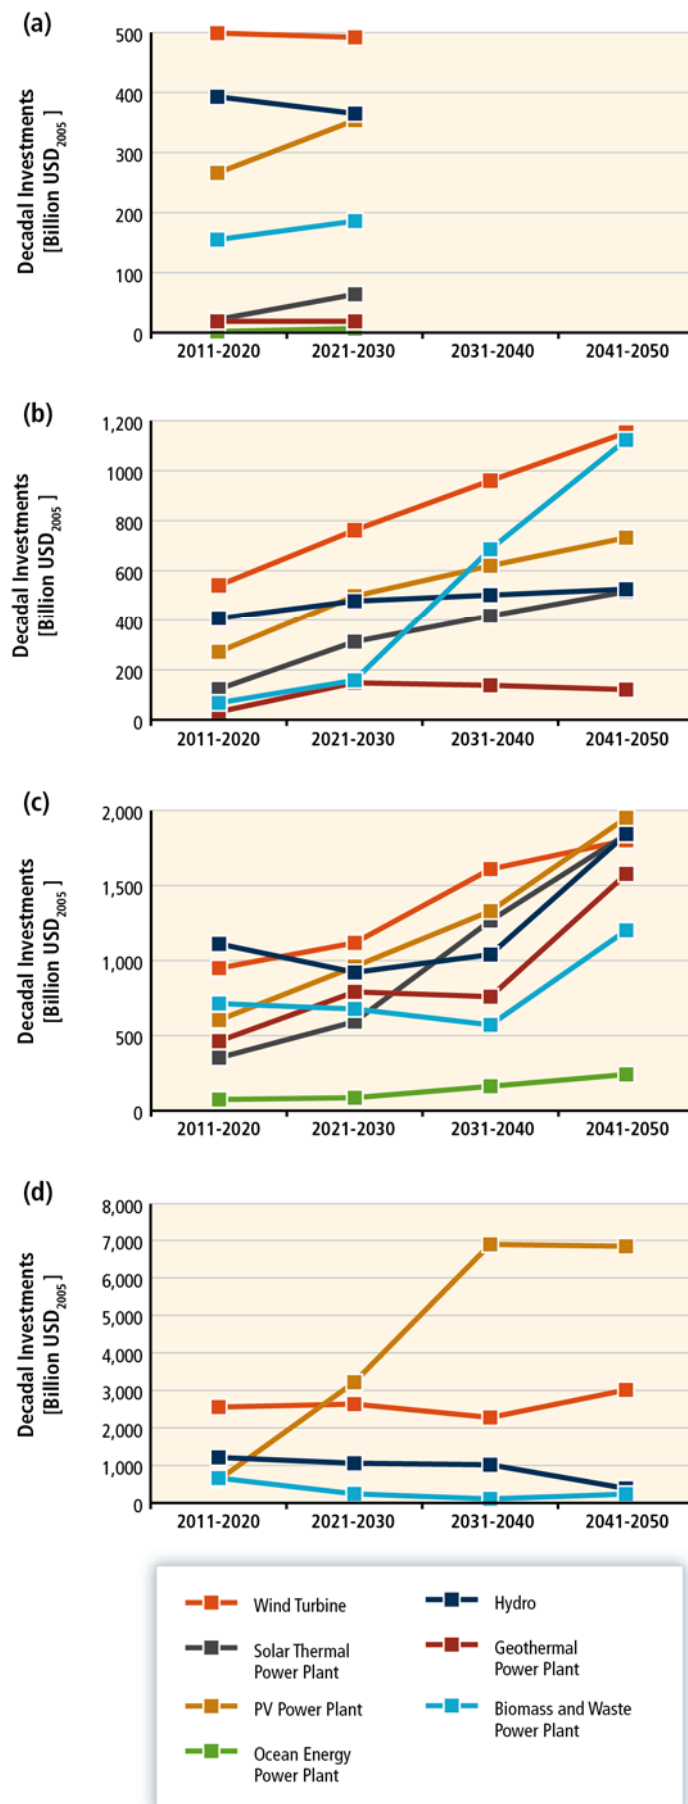 (a)
Decadal Investments
[Billion USD2005 ]
500
400
300
200
100
0
2011-2020 2021-2030 2031-2040 2041-2050
(b)
Decadal Investments
[Billion USD2005 ]
1,200
1000
800
600
400
200
0
2011-2020 2021-2030 2031-2040 2041-2050
(c)
Decadal Investments
[Billion USD2005 ]
2,000
1,500
1,000
500
0
2011-2020 2021-2030 2031-2040 2041-2050
(d)
Decadal Investments
[Billion USD2005 ]
8,000
7,000
6,000
5,000
4,000
3,000
2,000
1,000
0
2011-2020 2021-2030 2031-2040 2041-2050
Wind Turbine
Solar Thermal
Power Plant
PV Power Plant
Ocean Energy
Power Plant
Hydro
Geothermal
Power Plant
Biomass and Waste
Power Plant